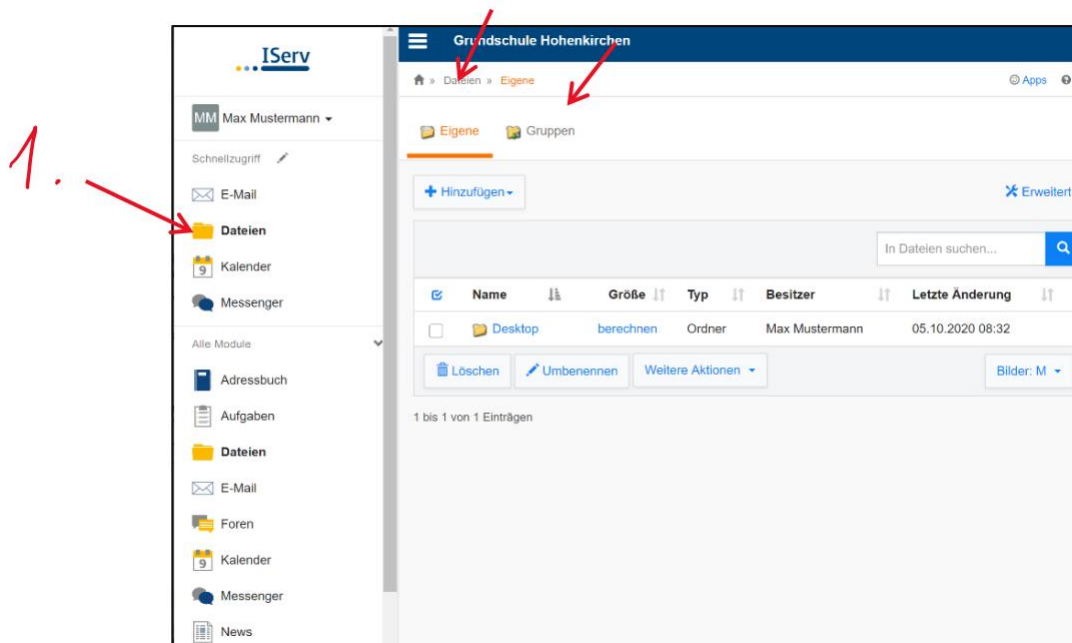 IServ
Grundschule Hohenkirchen
» Dateien » Eigene
Apps
MM Max Mustermann
Eigene Gruppen
1.
Schnellzugriff
E-Mail
Hinzufügen
Erweitert
Dateien
In Dateien suchen...
9 Kalender
Messenger
Name Größe Typ Besitzer Letzte Änderung
Desktop berechnen Ordner Max Mustermann 05.10.2020 08:32
Alle Module
Löschen Umbenennen Weitere Aktionen Bilder: M
Adressbuch
1 bis 1 von 1 Einträgen
Aufgaben
Dateien
E-Mail
Foren
9 Kalender
Messenger
News